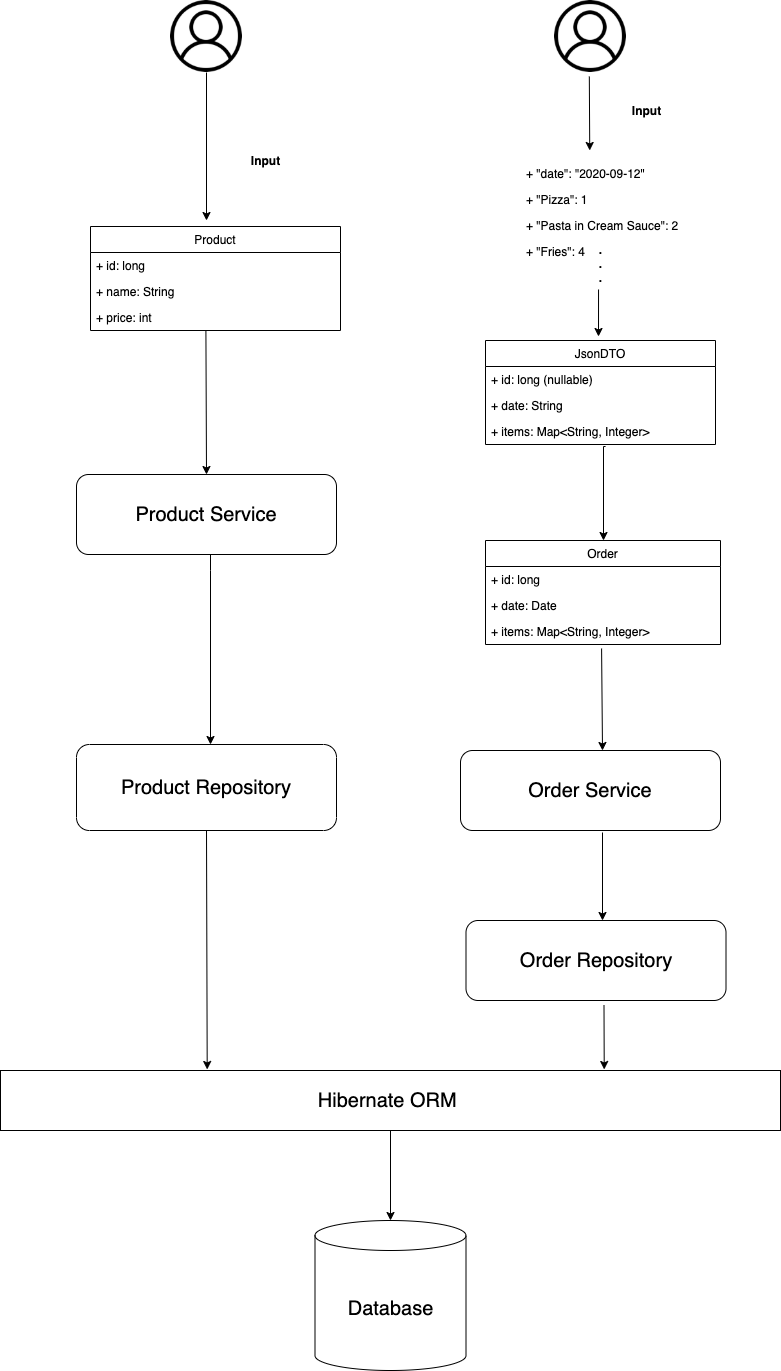 Input
Product
+ id: long
+ name: String
+ price: int
Product Service
Product Repository
Input
+ "date": "2020-09-12"
+ "Pizza": 1
+ "Pasta in Cream Sauce": 2
+ "Fries": 4
.
.
.
JsonDTO
+ id: long (nullable)
+ date: String
+ items: Map<String, Integer>
Order
+ id: long
+ date: Date
+ items: Map<String, Integer>
Order Service
Order Repository
Hibernate ORM
Database